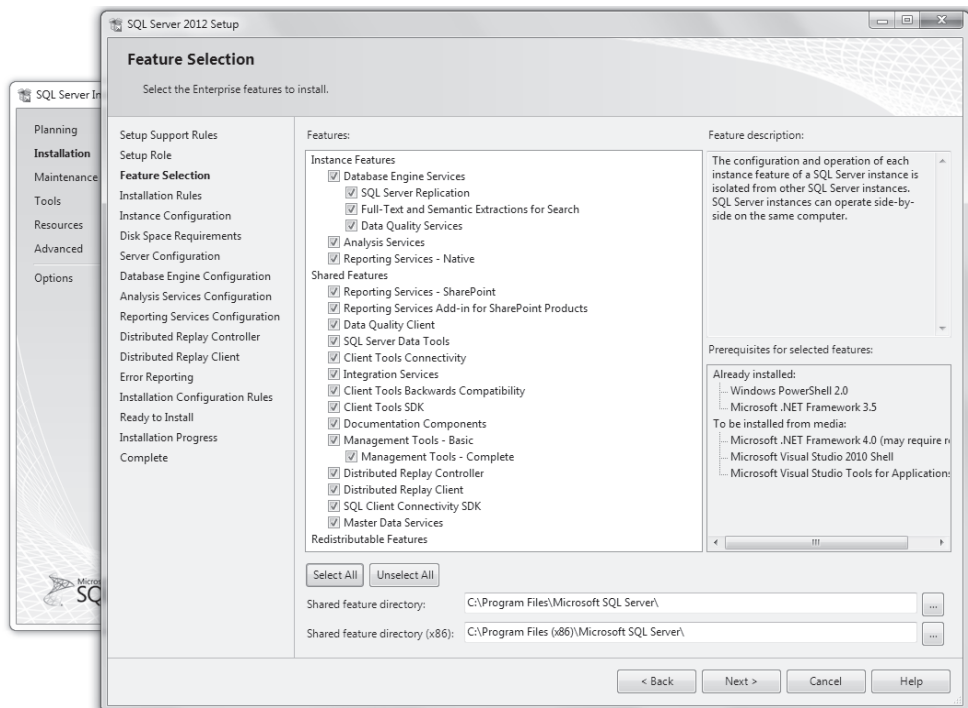 SQL Server 2012 Setup
Feature Selection
Select the Enterprise features to install.
SQL Server
Planning
Installation
Maintenance
Tools
Resources
Advanced
Options
Setup Support Rules
Setup Role
Feature Selection
Installation Rules
Instance Configuration
Disk Space Requirements
Server Configuration
Database Engine Configuration
Analysis Services Configuration
Reporting Services Configuration
Distributed Replay Controller
Distributed Replay Client
Error Reporting
Installation Configuration Rules
Ready to Install
Installation Progress
Complete
Features:
Instance Features
Database Engine Services
SQL Server Replication
Full-Text and Semantic Extractions for Search
Data Quality Services
Analysis Services
Reporting Services - Native
Shared Features
Reporting Services - SharePoint
Reporting Services Add-in for SharePoint Products
Data Quality Client
SQL Server Data Tools
Client Tools Connectivity
Integration Services
Client Tools Backwards Compatibility
Client Tools SDK
Documentation Components
Management Tools - Basic
Management Tools - Complete
Distributed Replay Controller
Distributed Replay Client
SQL Client Connectivity SDK
Master Data Services
Redistributable Features
Feature description:
The configuration and operation of each
instance feature of a SQL Server instance is
isolated from other SQL Server instances.
SQL Server instances can operate side-by-
side on the same computer.
Prerequisites for selected features:
Already installed:
Windows PowerShell 2.0
Microsoft .NET Framework 3.5
To be installed from media:
Microsoft .NET Framework 4.0 (may require
Microsoft Visual Studio 2010 Shell
Microsoft Visual Studio Tools for Applications
Select All
Unselect All
Shared feature directory:
C:\Program Files\Microsoft SQL Server\
...
Shared feature directory (x86):
C:\Program Files (x86)\Microsoft SQL Server\
...
< Back
Next >
Cancel
Help